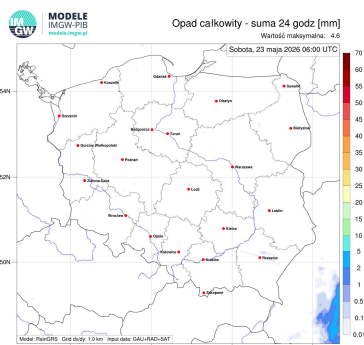 MODELE
IMGW-PIB
modele.imgw.pl
IMGW
Opad całkowity - suma 24 godz [mm]
Wartość maksymalna: 4.6
Sobota, 23 maja 2026 06:00 UTC
54N
52N
50N
Gdańsk
Koszalin
Suwałki
Olsztyn
Szczecin
Bydgoszcz
Toruń
Białystok
Gorzów Wielkopolski
Poznań
Warszawa
Zielona Góra
Łódź
Wrocław
Lublin
Opole
Kielce
Katowice
Kraków
Rzeszów
Zakopane
70
60
55
50
45
40
35
30
25
20
15
10
5
2
1
0.5
0.1
0.01
Model: RainGRS Grid ds/dy: 1,0 km Input data: GAU+RAD+SAT